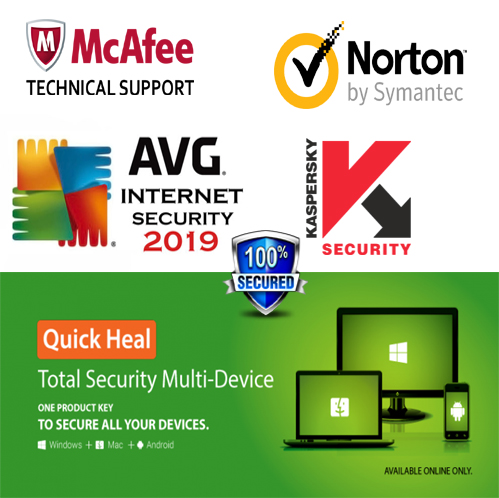 McAfee
TECHNICAL SUPPORT
Norton
by Symantec
AVG
INTERNET
SECURITY
2019
KASPERSKY
SECURITY
100%
SECURED
Quick Heal
Total Security Multi-Device
ONE PRODUCT KEY
TO SECURE ALL YOUR DEVICES.
Windows + Mac + Android
AVAILABLE ONLINE ONLY.